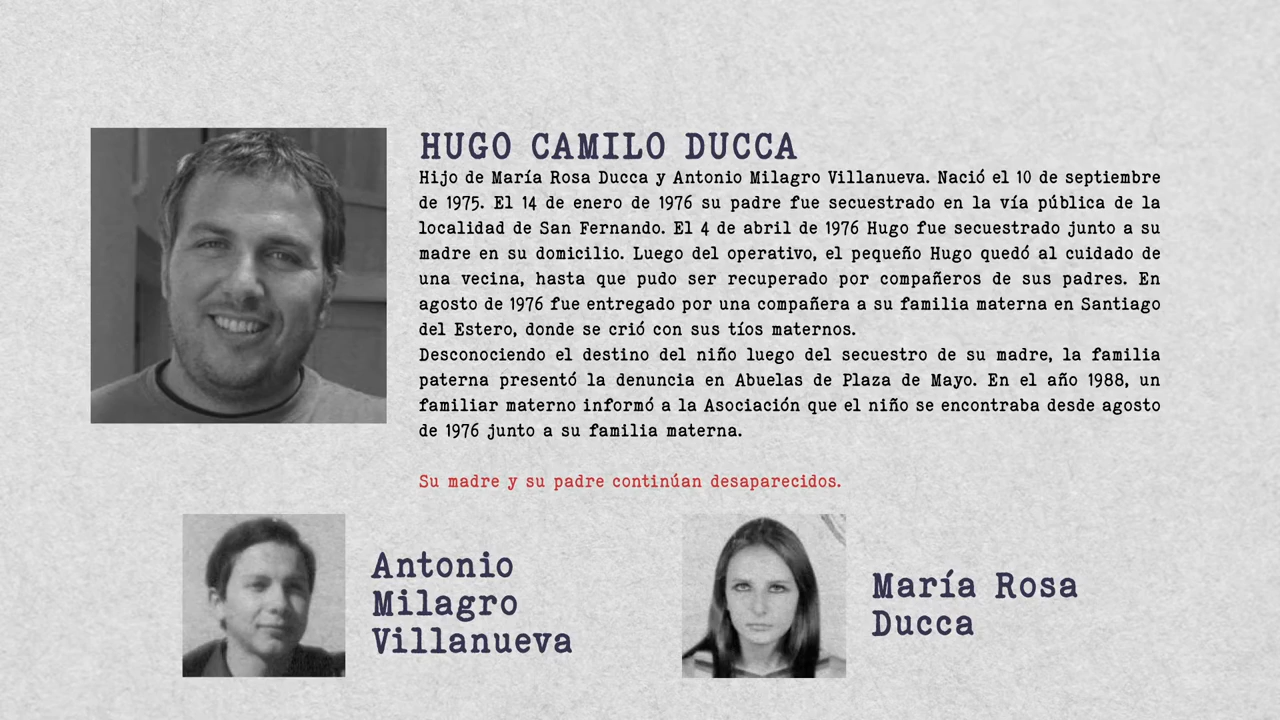 HUGO CAMILO DUCCA
Hijo de María Rosa Ducca y Antonio Milagro Villanueva. Nació el 10 de septiembre
de 1975. El 14 de enero de 1976 su padre fue secuestrado en la vía pública de la
localidad de San Fernando. El 4 de abril de 1976 Hugo fue secuestrado junto a su
madre en su domicilio. Luego del operativo, el pequeño Hugo quedó al cuidado de
una vecina, hasta que pudo ser recuperado por compañeros de sus padres. En
agosto de 1976 fue entregado por una compañera a su familia materna en Santiago
del Estero, donde se crió con sus tíos maternos.
Desconociendo el destino del niño luego del secuestro de su madre, la familia
paterna presentó la denuncia en Abuelas de Plaza de Mayo. En el año 1988, un
familiar materno informó a la Asociación que el niño se encontraba desde agosto
de 1976 junto a su familia materna.
Su madre y su padre continúan desaparecidos.
Antonio
Milagro
Villanueva
María Rosa
Ducca